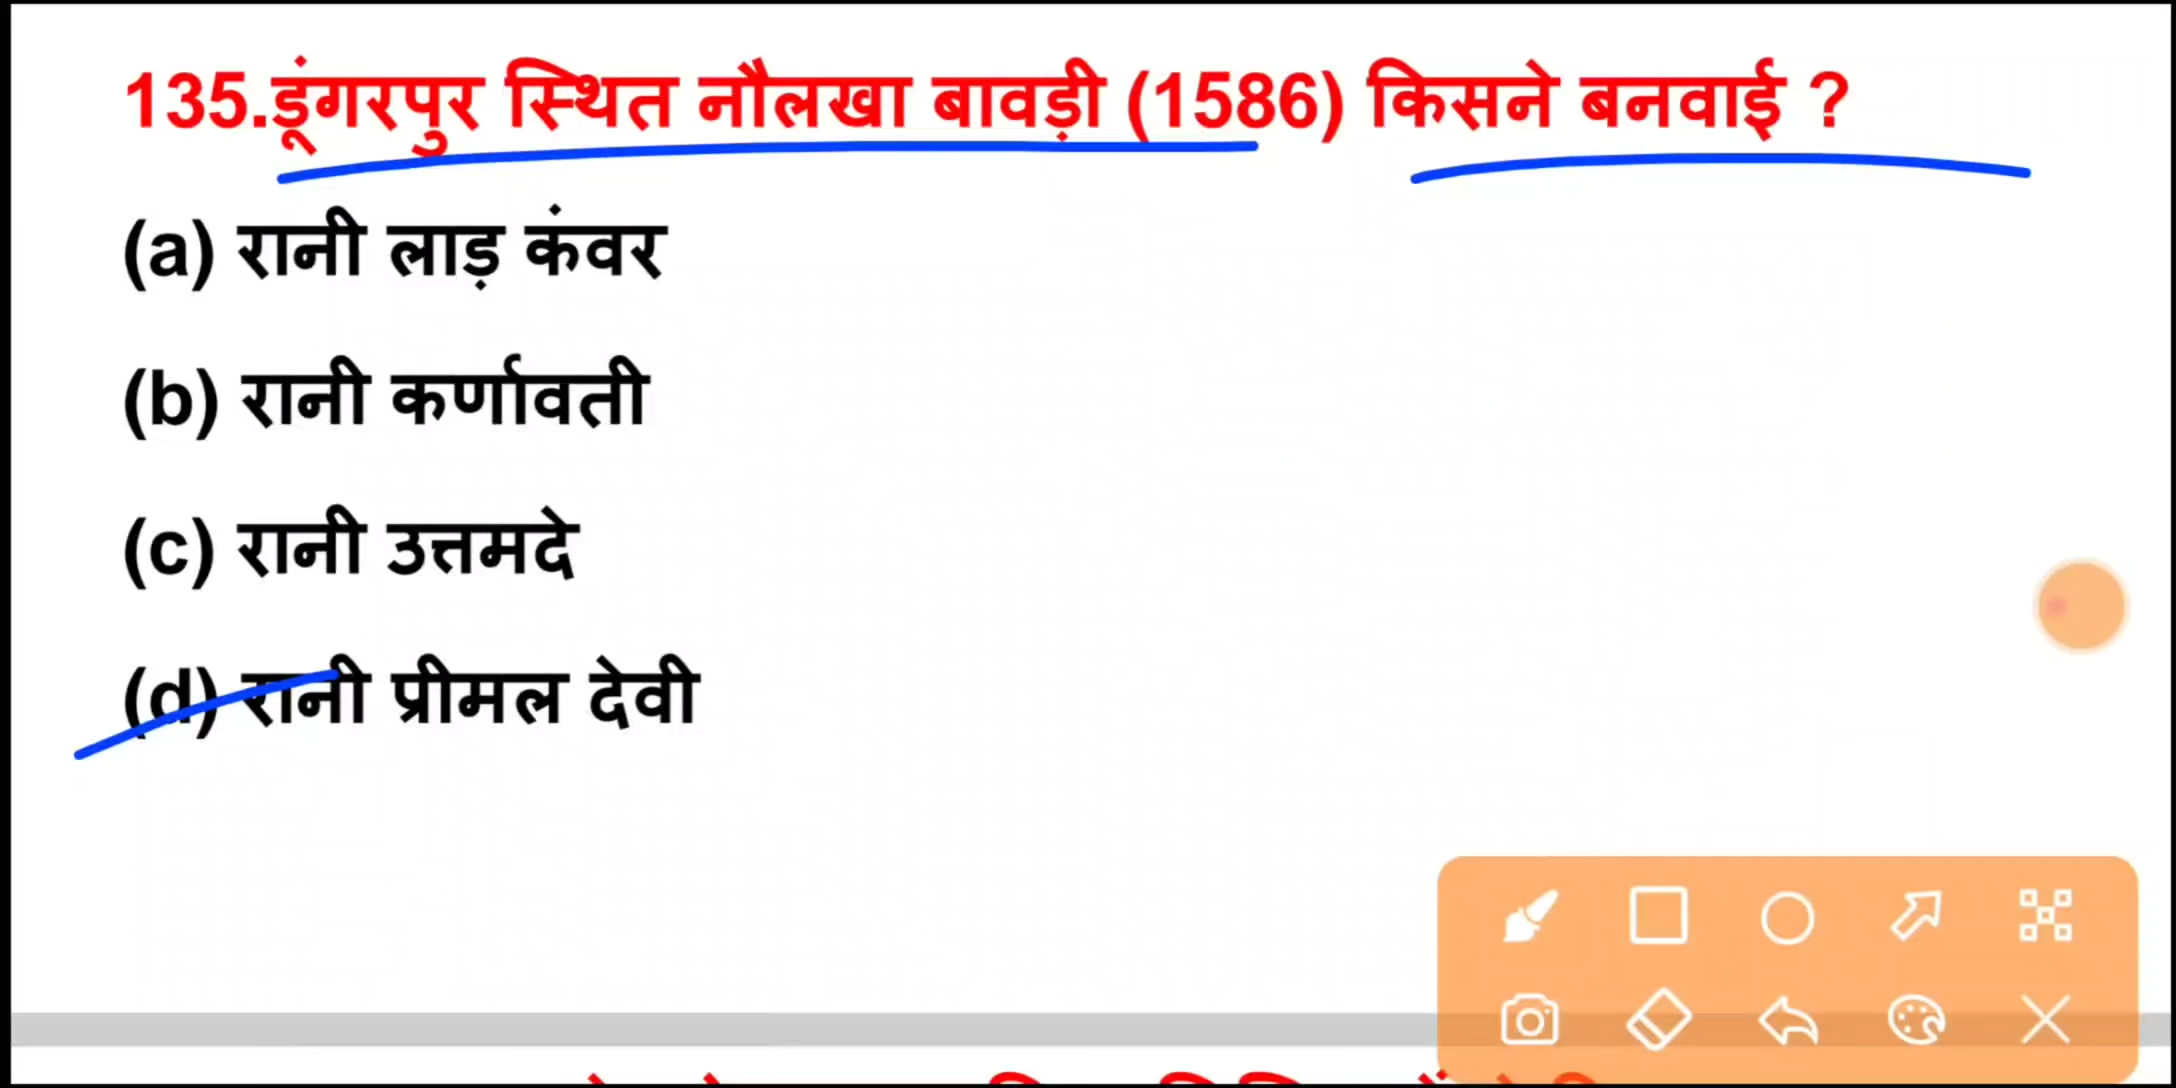 135.डूंगरपुर स्थित नौलखा बावड़ी (1586) किसने बनवाई ?
(a) रानी लाड़ कंवर
(b) रानी कर्णावती
(c) रानी उत्तमदे
(d) रानी प्रीमल देवी